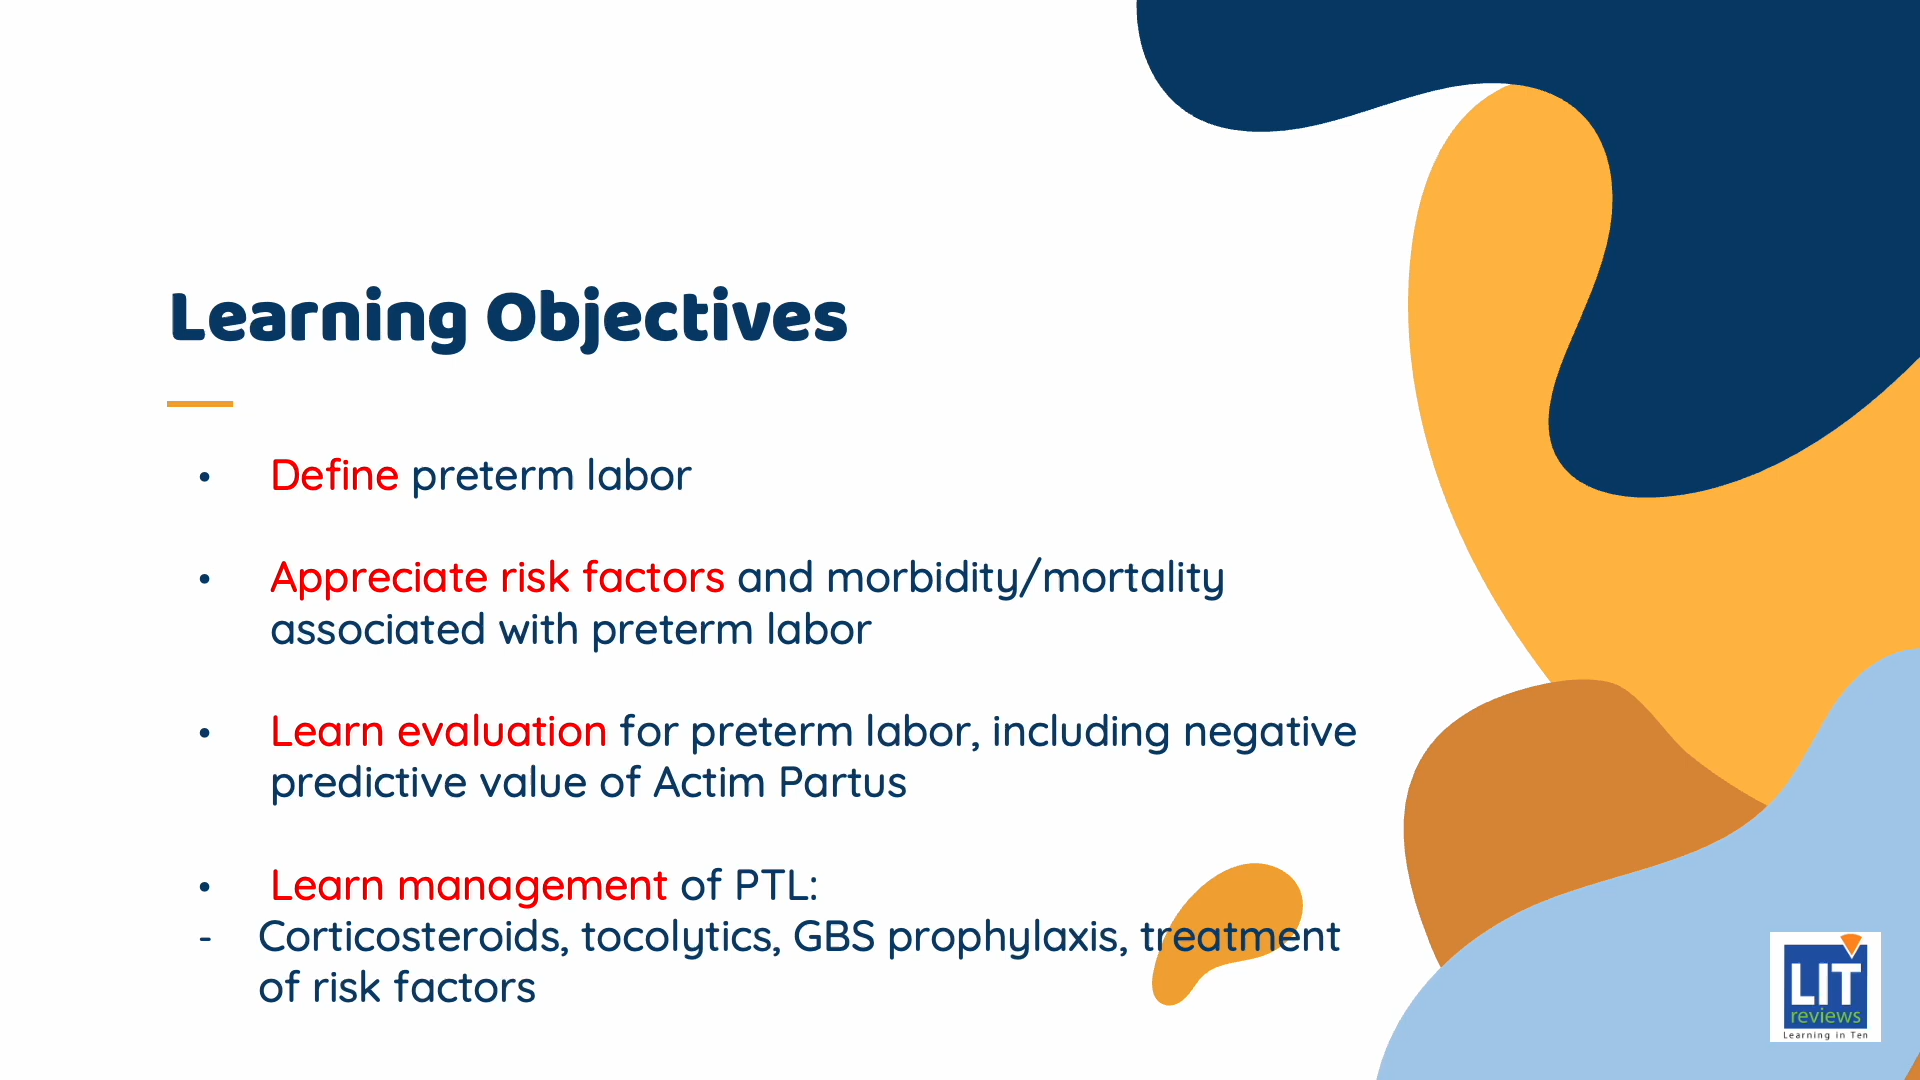 Learning Objectives
• Define preterm labor
• Appreciate risk factors and morbidity/mortality
associated with preterm labor
• Learn evaluation for preterm labor, including negative
predictive value of Actim Partus
• Learn management of PTL:
- Corticosteroids, tocolytics, GBS prophylaxis, treatment
of risk factors
LIT
reviews
Learning in Ten